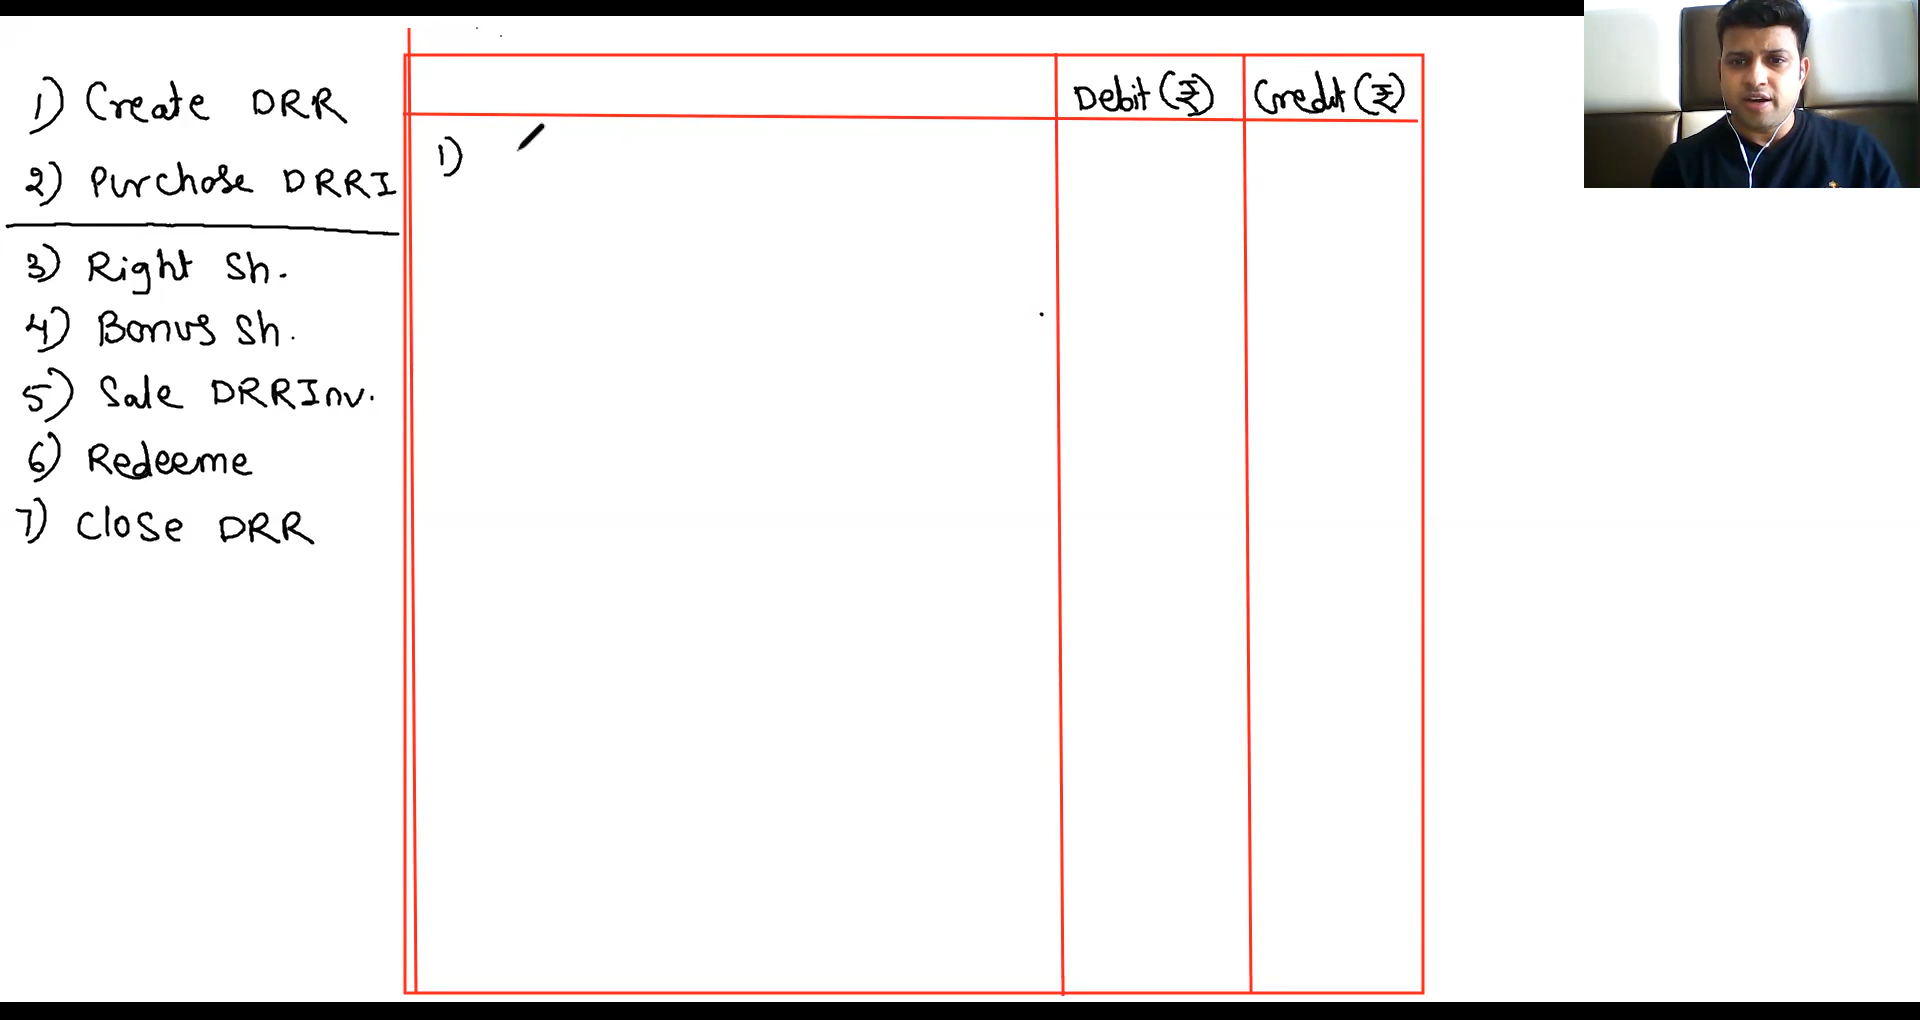 1) Create DRR
2) Purchase DRRI
3) Right Sh.
4) Bonus Sh.
5) Sale DRRInv.
6) Redeeme
7) Close DRR
Debit (₹) Credit (₹)
1)